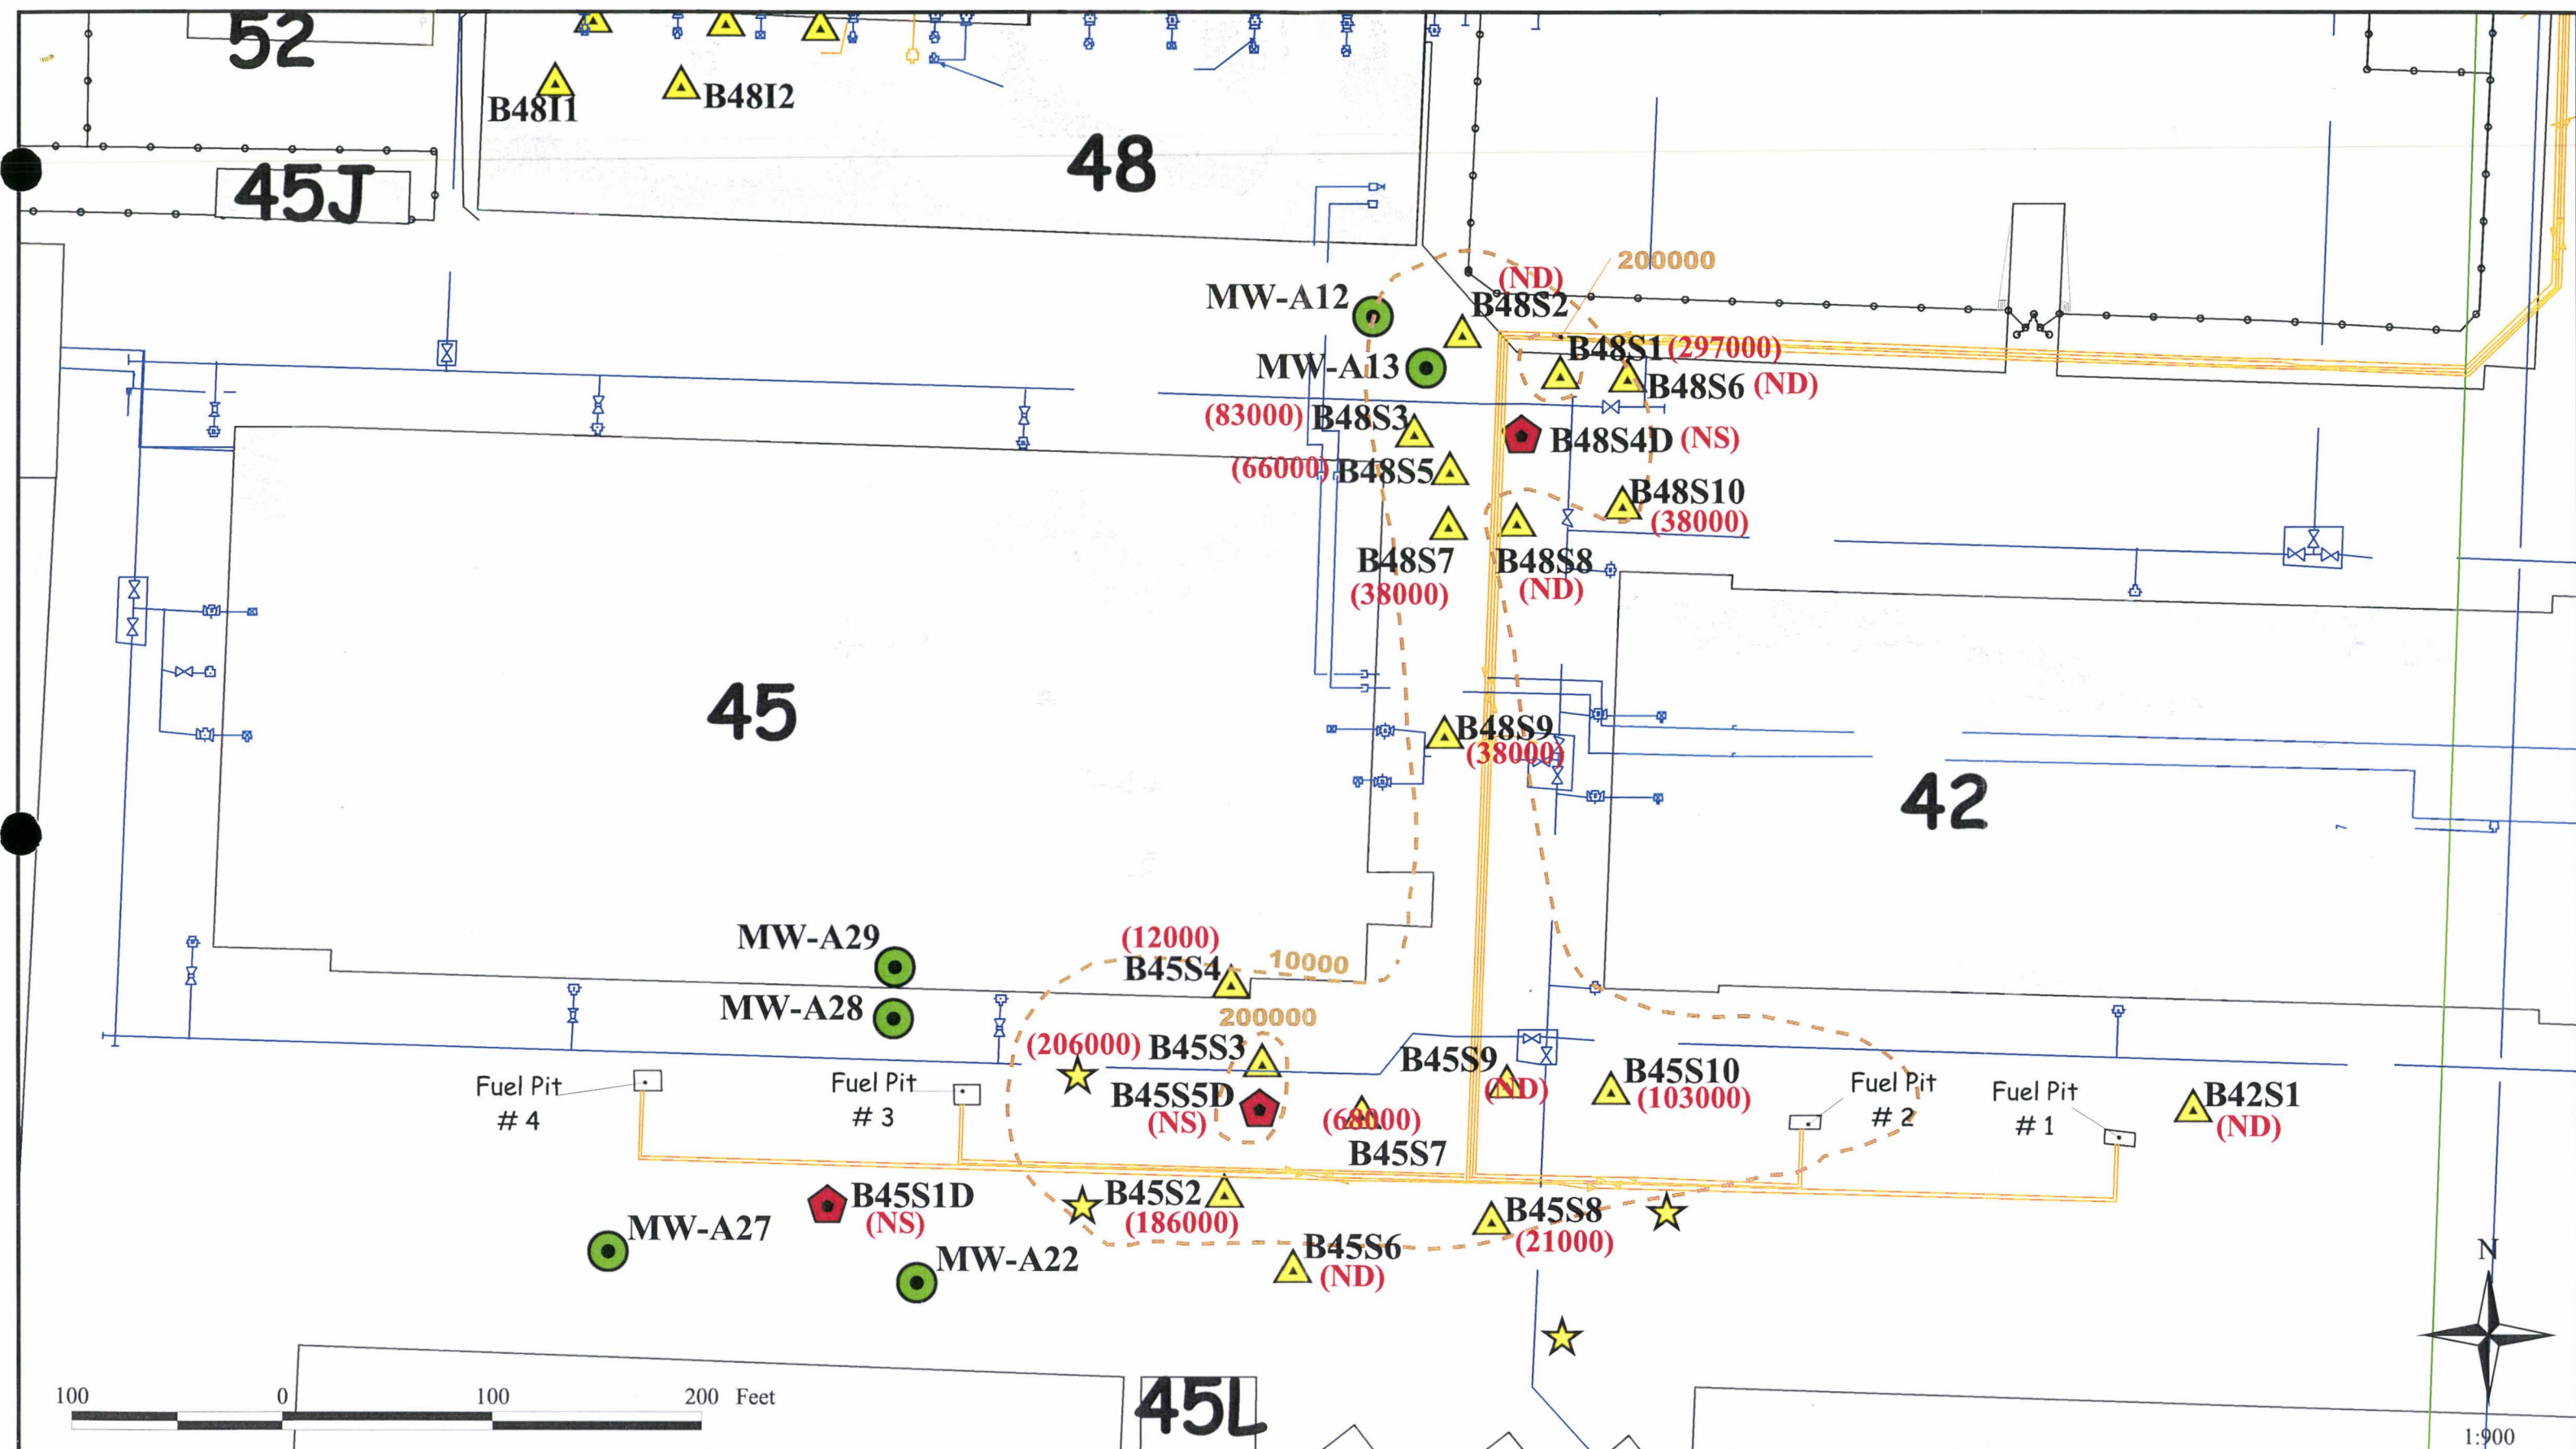 52
B48I1
B48I2
48
45J
200000
(ND)
B48S2
MW-A12
MW-A13
B48S1 (297000)
B48S6 (ND)
(83000) B48S3
B48S4D (NS)
(66000) B48S5
B48S10
(38000)
B48S7
(38000)
B48S8
(ND)
45
B48S9
(38000)
42
MW-A29
MW-A28
(12000)
B45S4
10000
200000
(206000) B45S3
B45S5D
(NS)
(68000)
B45S7
B45S9
(ND)
B45S10
(103000)
Fuel Pit
# 4
Fuel Pit
# 3
Fuel Pit
# 2
Fuel Pit
# 1
B42S1
(ND)
B45S1D
(NS)
B45S2
(186000)
B45S8
(21000)
B45S6
(ND)
MW-A27
MW-A22
N
100 0 100 200 Feet
45L
1:900